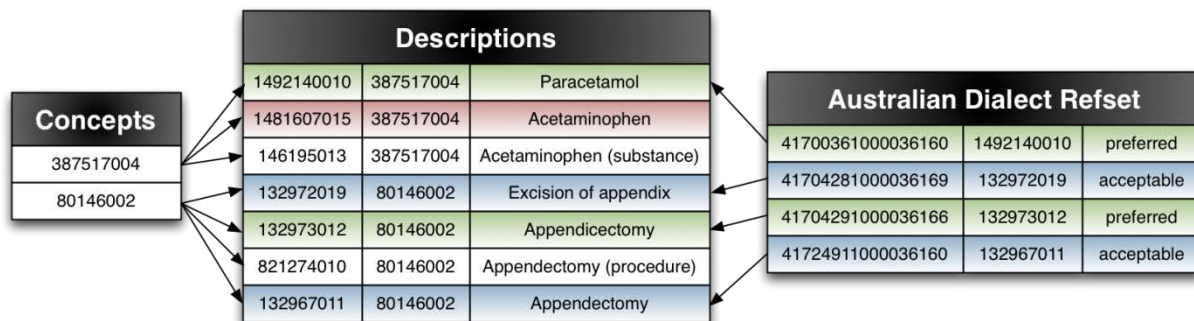 Concepts
387517004
80146002
Descriptions
1492140010 387517004 Paracetamol
1481607015 387517004 Acetaminophen
146195013 387517004 Acetaminophen (substance)
132972019 80146002 Excision of appendix
132973012 80146002 Appendicectomy
821274010 80146002 Appendectomy (procedure)
132967011 80146002 Appendectomy
Australian Dialect Refset
41700361000036160 1492140010 preferred
41704281000036169 132972019 acceptable
41704291000036166 132973012 preferred
41724911000036160 132967011 acceptable